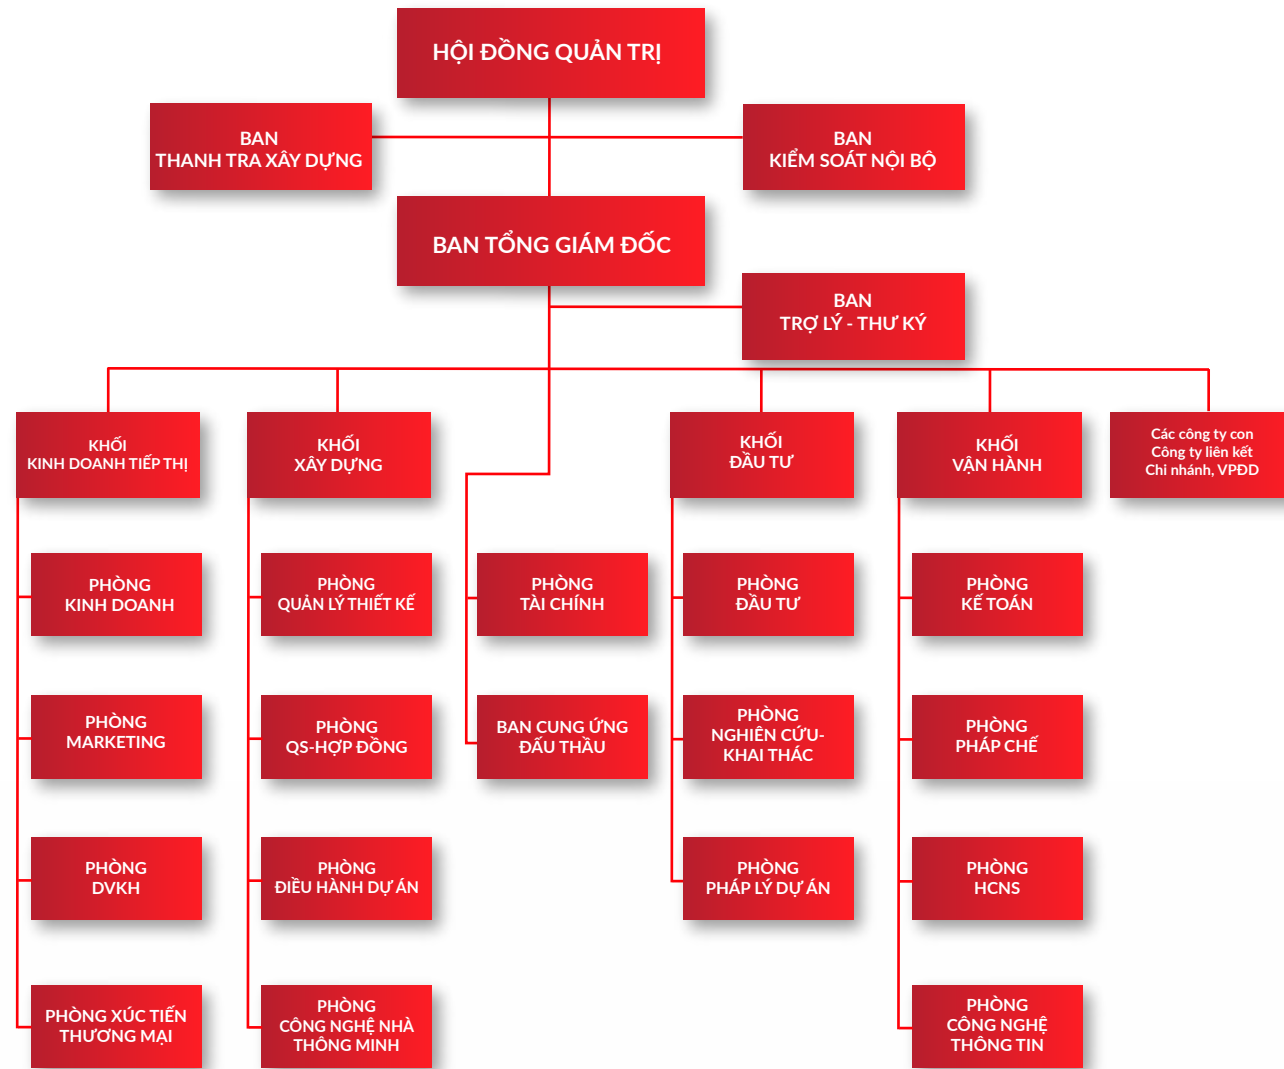 HỘI ĐỒNG QUẢN TRỊ
BAN
THANH TRA XÂY DỰNG
BAN
KIỂM SOÁT NỘI BỘ
BAN TỔNG GIÁM ĐỐC
BAN
TRỢ LÝ - THƯ KÝ
KHỐI
KINH DOANH TIẾP THỊ
KHỐI
XÂY DỰNG
KHỐI
ĐẦU TƯ
KHỐI
VẬN HÀNH
Các công ty con
Công ty liên kết
Chi nhánh, VPĐD
PHÒNG
KINH DOANH
PHÒNG
QUẢN LÝ THIẾT KẾ
PHÒNG
TÀI CHÍNH
PHÒNG
ĐẦU TƯ
PHÒNG
KẾ TOÁN
PHÒNG
MARKETING
PHÒNG
QS-HỢP ĐỒNG
BAN CUNG ỨNG
ĐẤU THẦU
PHÒNG
NGHIÊN CỨU-
KHAI THÁC
PHÒNG
PHÁP CHẾ
PHÒNG
DVKH
PHÒNG
ĐIỀU HÀNH DỰ ÁN
PHÒNG
PHÁP LÝ DỰ ÁN
PHÒNG
HCNS
PHÒNG XÚC TIẾN
THƯƠNG MẠI
PHÒNG
CÔNG NGHỆ NHÀ
THÔNG MINH
PHÒNG
CÔNG NGHỆ
THÔNG TIN